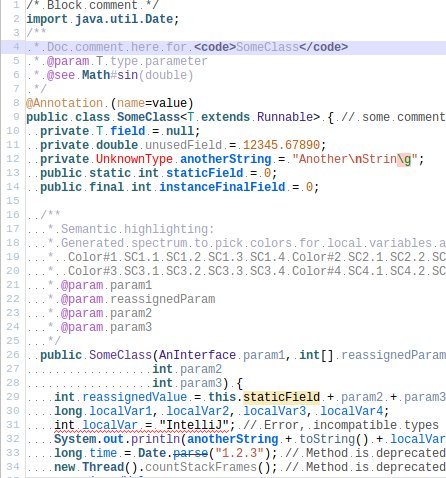 1 /* Block comment */
2 import java.util.Date;
3 /**
4 * Doc comment here for <code>SomeClass</code>
5 * @param T type parameter
6 * @see Math#sin(double)
7 */
8 @Annotation (name=value)
9 public class SomeClass<T extends Runnable> { // some comment
10 private T field = null;
11 private double unusedField = 12345.67890;
12 private UnknownType anotherString = "Another\nStrin\g";
13 public static int staticField = 0;
14 public final int instanceFinalField = 0;
15
16 /**
17 * Semantic highlighting:
18 * Generated spectrum to pick colors for local variables a
19 * Color#1 SC1.1 SC1.2 SC1.3 SC1.4 Color#2 SC2.1 SC2.2 SC
20 * Color#3 SC3.1 SC3.2 SC3.3 SC3.4 Color#4 SC4.1 SC4.2 SC
21 * @param param1
22 * @param reassignedParam
23 * @param param2
24 * @param param3
25 */
26 public SomeClass(AnInterface param1, int[] reassignedParam
27 int param2
28 int param3) {
29 int reassignedValue = this.staticField + param2 + param3
30 long localVar1, localVar2, localVar3, localVar4;
31 int localVar = "IntelliJ"; // Error, incompatible types
32 System.out.println(anotherString + toString() + localVar
33 long time = Date.parse("1.2.3"); // Method is deprecated
34 new Thread().countStackFrames(); // Method is deprecated